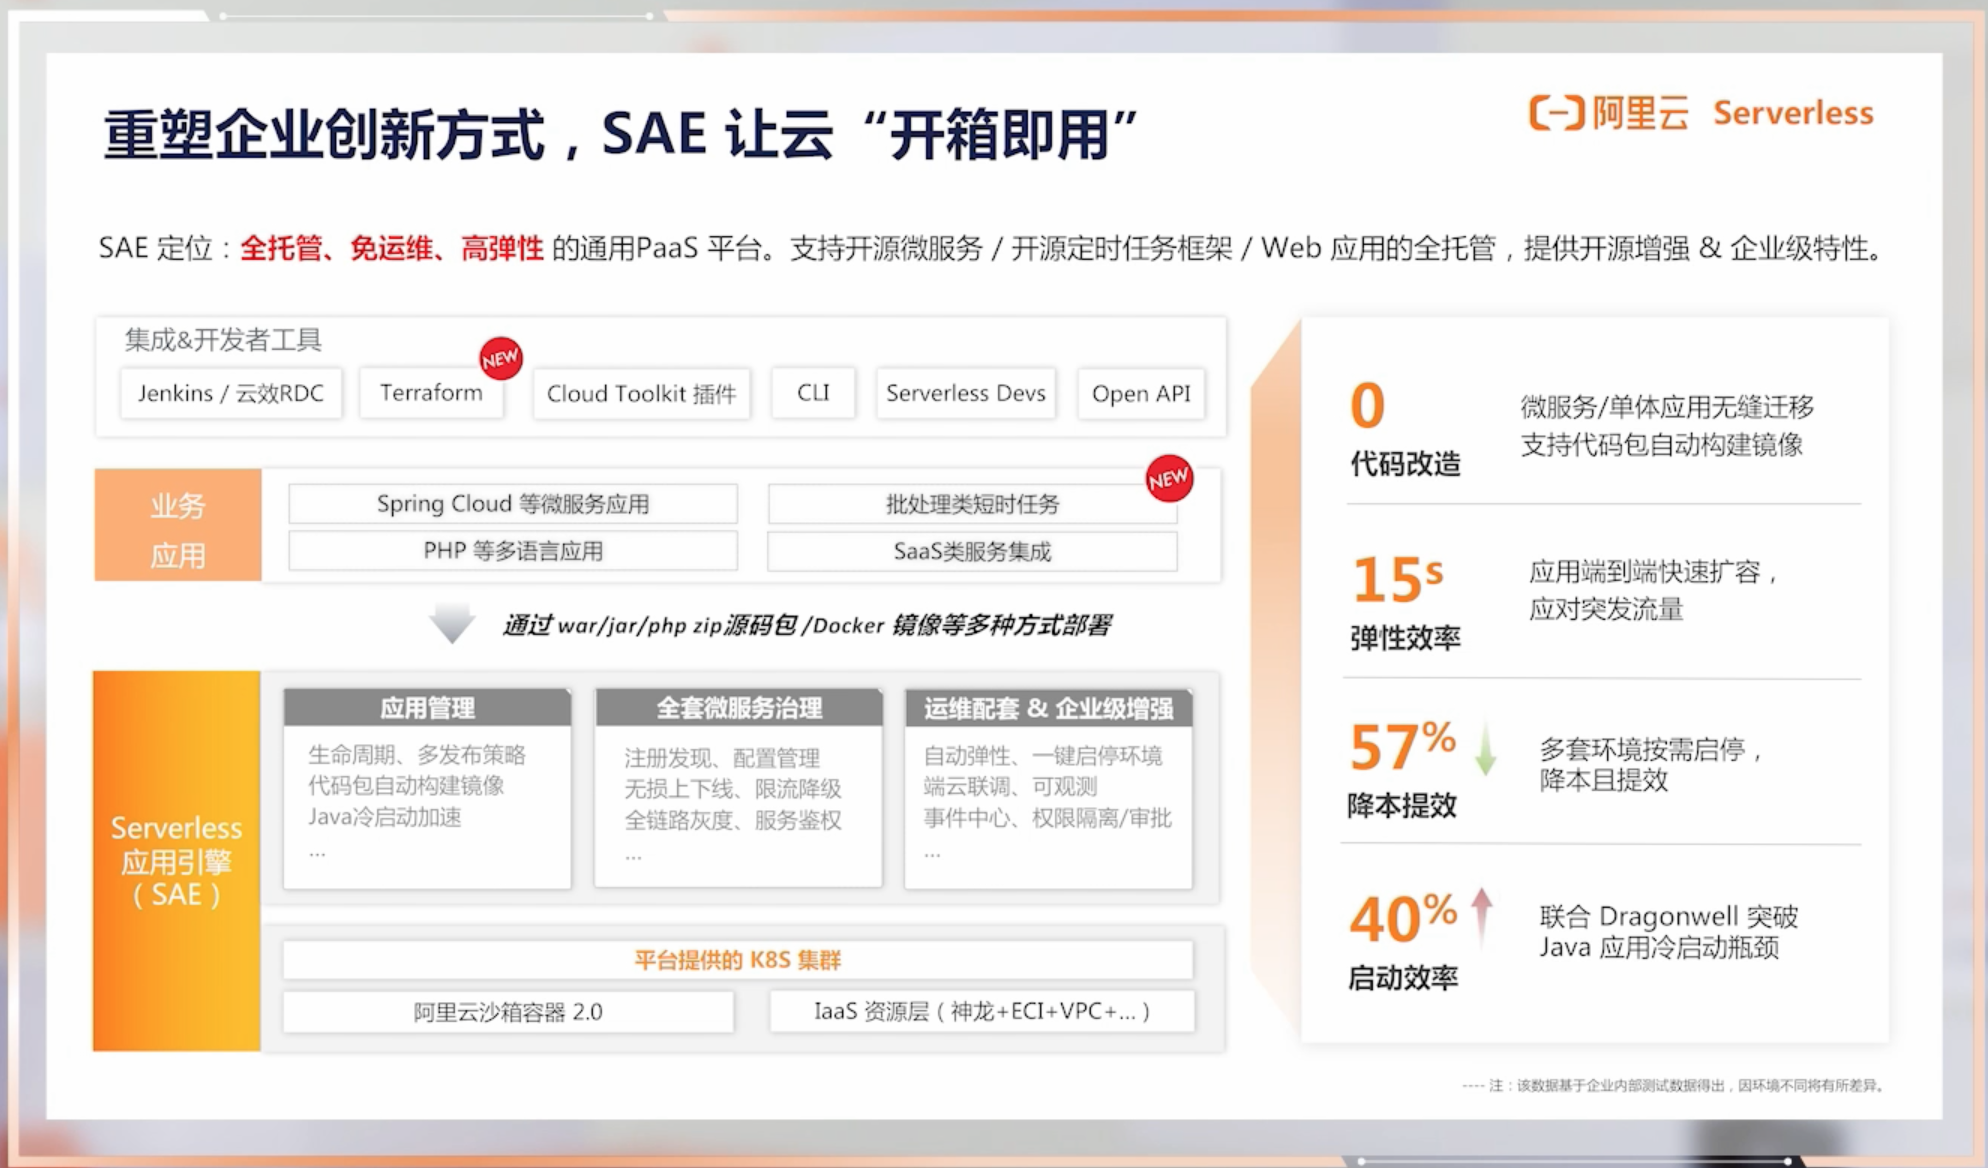 重塑企业创新方式，SAE 让云“开箱即用”
阿里云 Serverless
SAE 定位：全托管、免运维、高弹性 的通用PaaS 平台。支持开源微服务 / 开源定时任务框架 / Web 应用的全托管，提供开源增强 & 企业级特性。
集成&开发者工具
Jenkins / 云效RDC
Terraform
NEW
Cloud Toolkit 插件
CLI
Serverless Devs
Open API
业务
应用
Spring Cloud 等微服务应用
批处理类短时任务
NEW
PHP 等多语言应用
SaaS类服务集成
通过 war/jar/php zip源码包 /Docker 镜像等多种方式部署
Serverless
应用引擎
（ SAE ）
应用管理
生命周期、多发布策略
代码包自动构建镜像
Java冷启动加速
...
全套微服务治理
注册发现、配置管理
无损上下线、限流降级
全链路灰度、服务鉴权
...
运维配套 & 企业级增强
自动弹性、一键启停环境
端云联调、可观测
事件中心、权限隔离/审批
...
平台提供的 K8S 集群
阿里云沙箱容器 2.0
IaaS 资源层（ 神龙+ECI+VPC+... ）
0
代码改造
微服务/单体应用无缝迁移
支持代码包自动构建镜像
15s
弹性效率
应用端到端快速扩容，
应对突发流量
57%
降本提效
多套环境按需启停，
降本且提效
40%
启动效率
联合 Dragonwell 突破
Java 应用冷启动瓶颈
---- 注：该数据基于企业内部测试数据得出，因环境不同将有所差异。